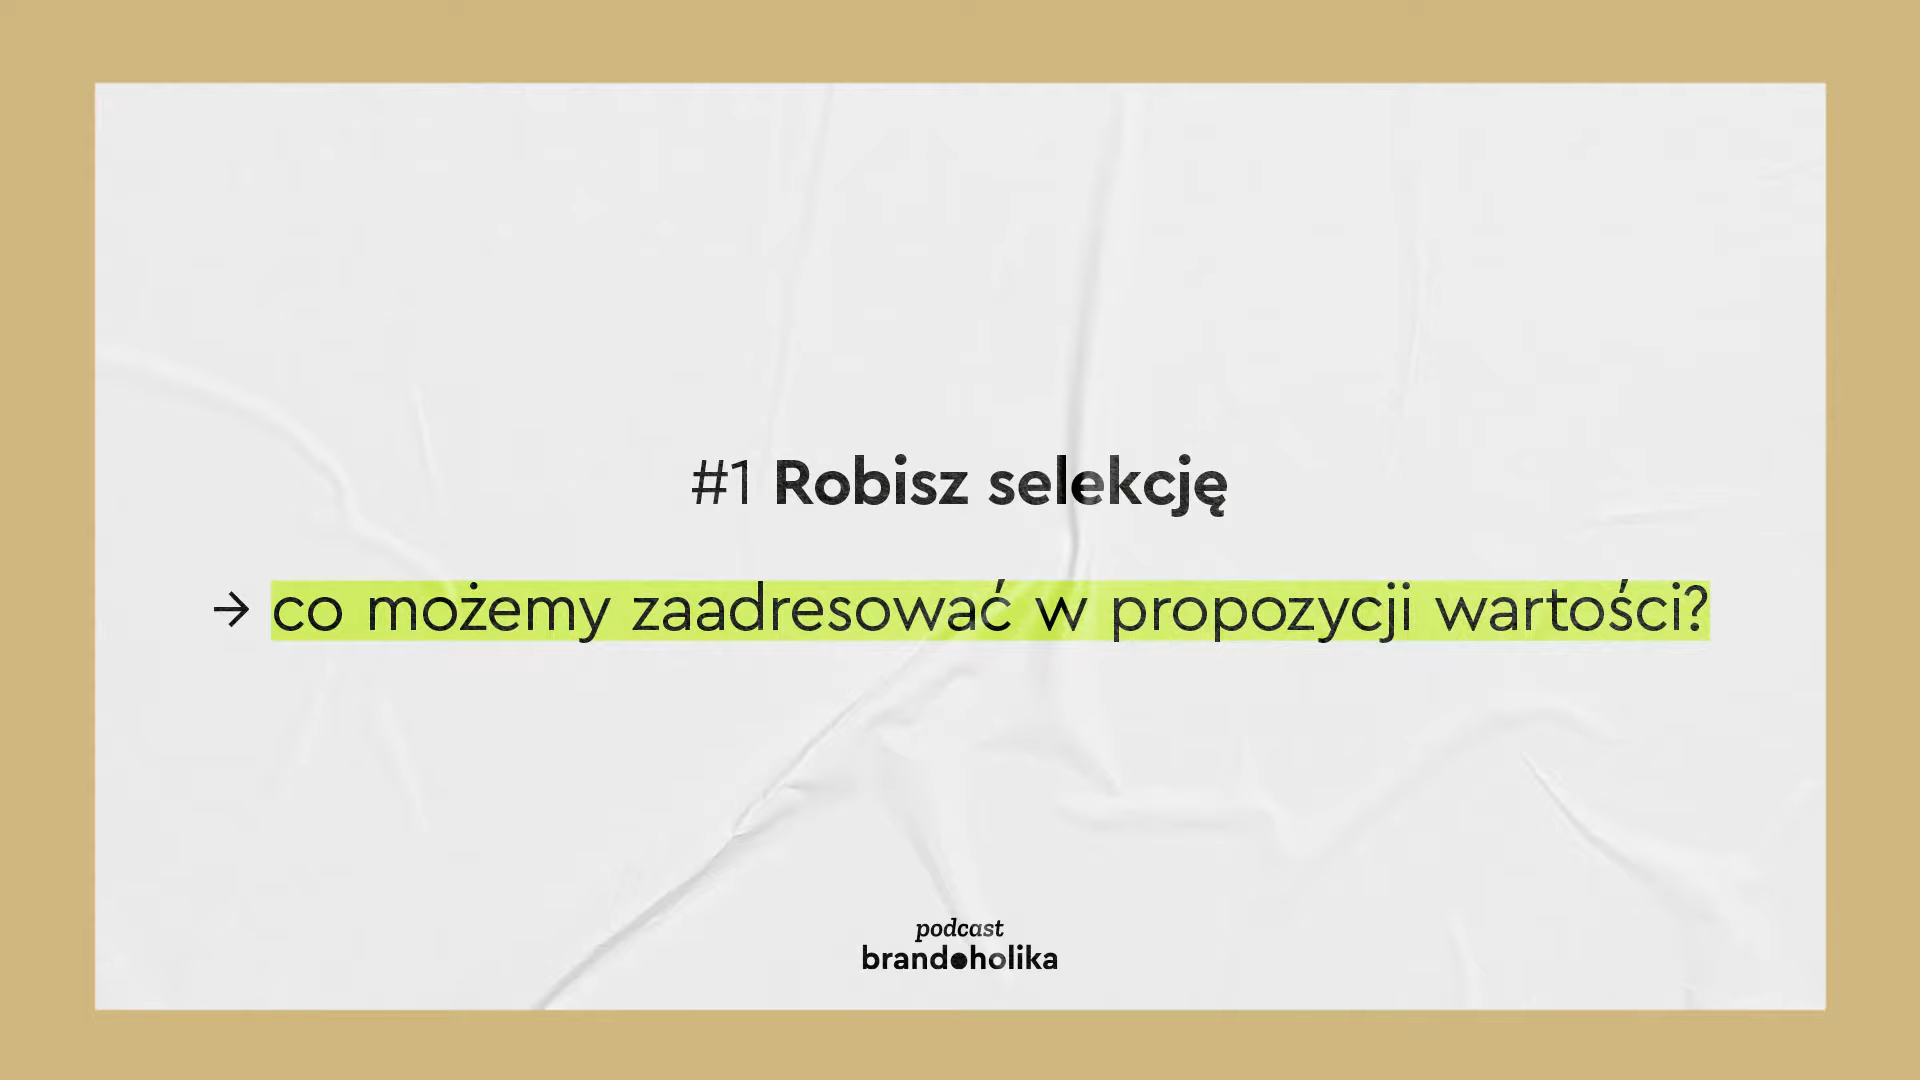 #1 Robisz selekcję
→ co możemy zaadresować w propozycji wartości?
podcast
brandoholika